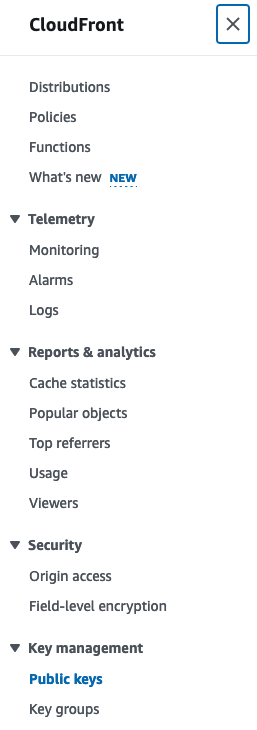 CloudFront
Distributions
Policies
Functions
What's new NEW
Telemetry
Monitoring
Alarms
Logs
Reports & analytics
Cache statistics
Popular objects
Top referrers
Usage
Viewers
Security
Origin access
Field-level encryption
Key management
Public keys
Key groups